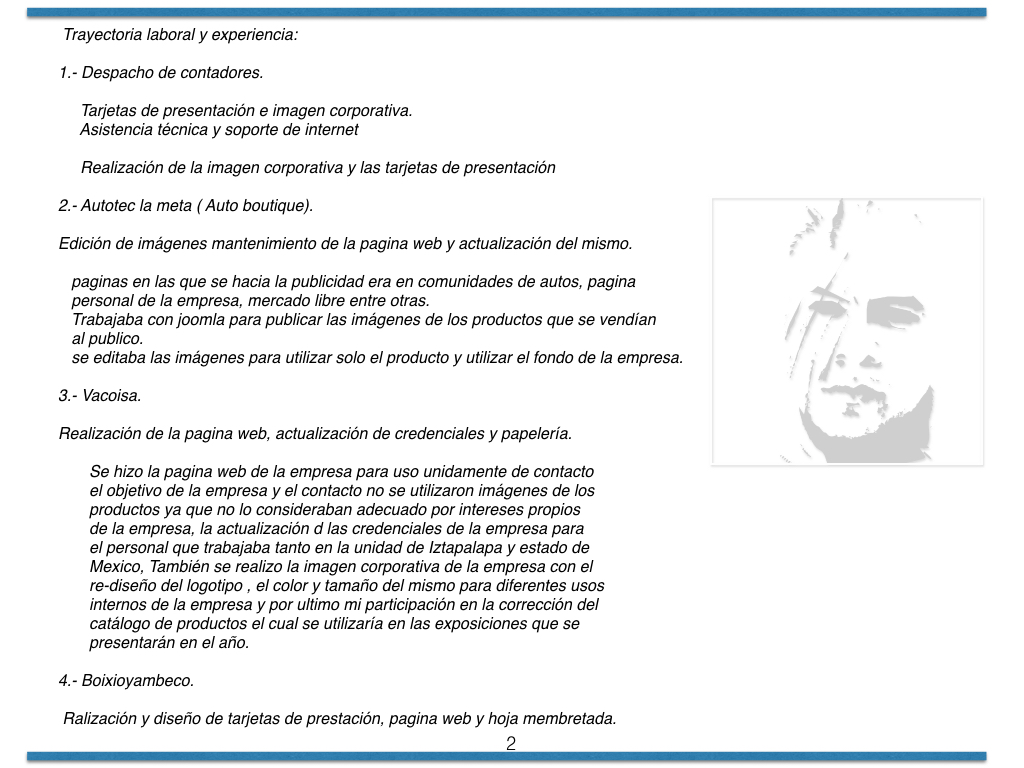 Trayectoria laboral y experiencia:
1.- Despacho de contadores.
Tarjetas de presentación e imagen corporativa.
Asistencia técnica y soporte de internet
Realización de la imagen corporativa y las tarjetas de presentación
2.- Autotec la meta ( Auto boutique).
Edición de imágenes mantenimiento de la pagina web y actualización del mismo.
paginas en las que se hacia la publicidad era en comunidades de autos, pagina
personal de la empresa, mercado libre entre otras.
Trabajaba con joomla para publicar las imágenes de los productos que se vendían
al publico.
se editaba las imágenes para utilizar solo el producto y utilizar el fondo de la empresa.
3.- Vacoisa.
Realización de la pagina web, actualización de credenciales y papelería.
Se hizo la pagina web de la empresa para uso unidamente de contacto
el objetivo de la empresa y el contacto no se utilizaron imágenes de los
productos ya que no lo consideraban adecuado por intereses propios
de la empresa, la actualización d las credenciales de la empresa para
el personal que trabajaba tanto en la unidad de Iztapalapa y estado de
Mexico, También se realizo la imagen corporativa de la empresa con el
re-diseño del logotipo , el color y tamaño del mismo para diferentes usos
internos de la empresa y por ultimo mi participación en la corrección del
catálogo de productos el cual se utilizaría en las exposiciones que se
presentarán en el año.
4.- Boixioyambeco.
Ralización y diseño de tarjetas de prestación, pagina web y hoja membretada.
2